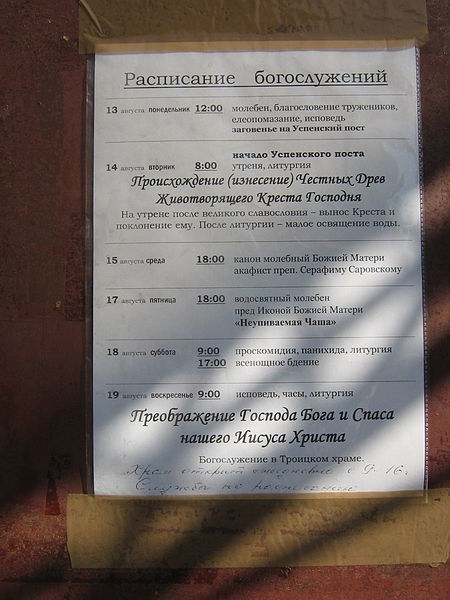 Расписание богослужений
13 августа понедельник 12:00 молебен, благословение тружеников,
елеопомазание, исповедь
заговенье на Успенский пост
начало Успенского поста
14 августа вторник 8:00 утреня, литургия
Происхождение (изнесение) Честных Древ
Животворящего Креста Господня
На утрене после великого славословия – вынос Креста и
поклонение ему. После литургии – малое освящение воды.
15 августа среда 18:00 канон молебный Божией Матери
акафист преп. Серафиму Саровскому
17 августа пятница 18:00 водосвятный молебен
пред Иконой Божией Матери
«Неупиваемая Чаша»
18 августа суббота 9:00 проскомидия, панихида, литургия
17:00 всенощное бдение
19 августа воскресенье 9:00 исповедь, часы, литургия
Преображение Господа Бога и Спаса
нашего Иисуса Христа
Богослужение в Троицком храме.
Храм открыт ежедневно с 9-16ч
Службы по